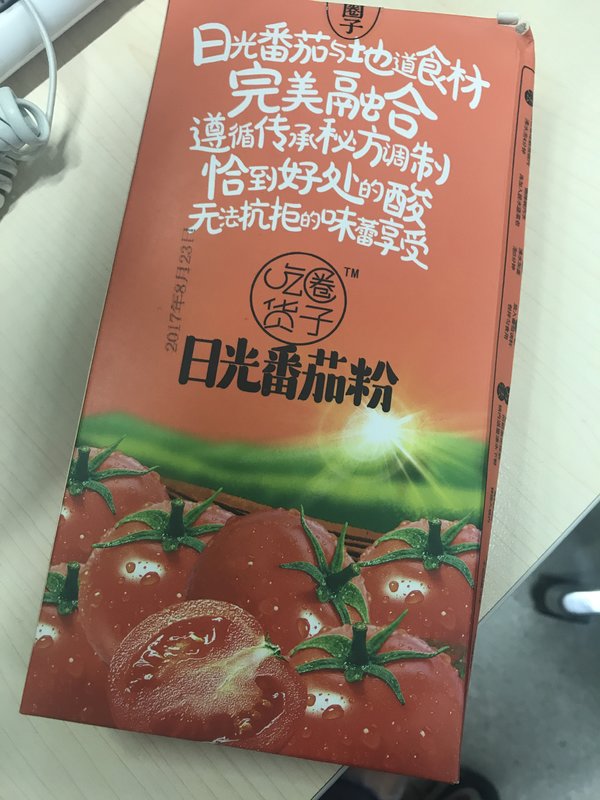 圈子
日光番茄与地道食材
完美融合
遵循传承秘方调制
恰到好处的酸
无法抗拒的味蕾享受
2017年8月23日
吃货圈子
TM
日光番茄粉